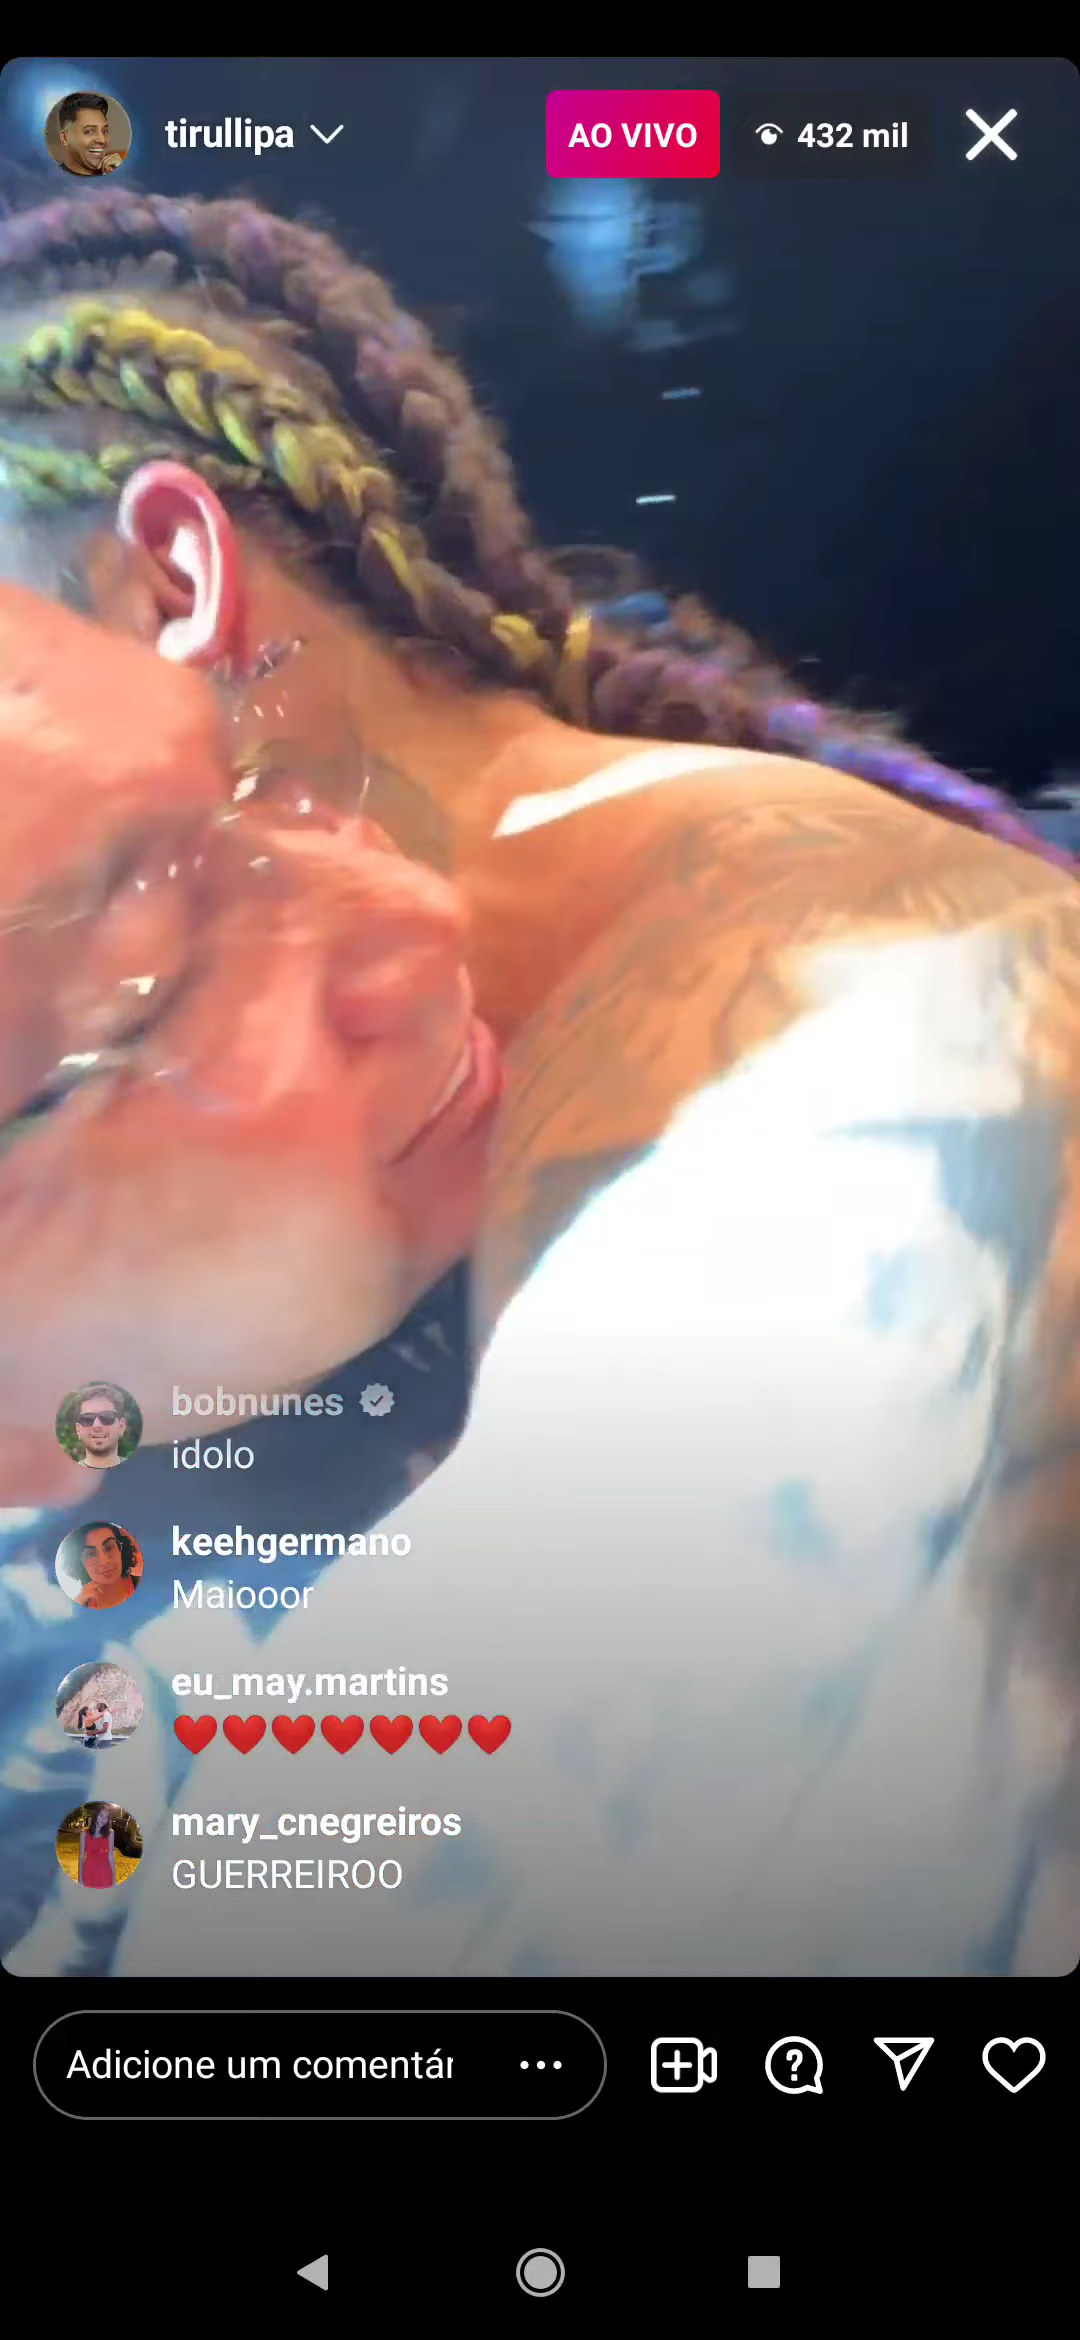 tirullipa
AO VIVO
432 mil
bobnunes
idolo
keehgermano
Maiooor
eu_may.martins
❤️❤️❤️❤️❤️❤️❤️
mary_cnegreiros
GUERREIROO
Adicione um comentár